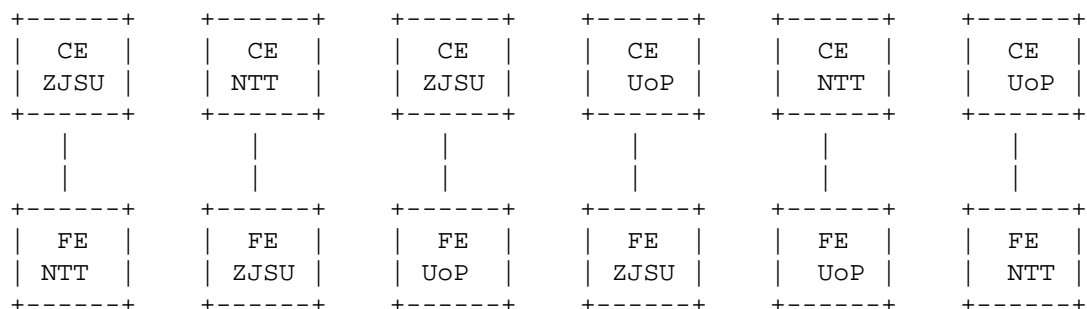 +------+ +------+ +------+ +------+ +------+ +------+
| CE | | CE | | CE | | CE | | CE | | CE |
| ZJSU | | NTT | | ZJSU | | UoP | | NTT | | UoP |
+------+ +------+ +------+ +------+ +------+ +------+
| | | | | |
| | | | | |
+------+ +------+ +------+ +------+ +------+ +------+
| FE | | FE | | FE | | FE | | FE | | FE |
| NTT | | ZJSU | | UoP | | ZJSU | | UoP | | NTT |
+------+ +------+ +------+ +------+ +------+ +------+